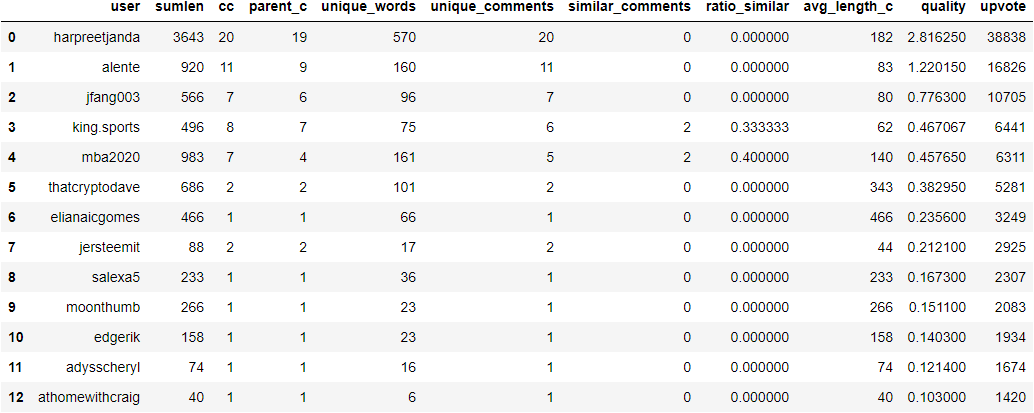 user sumlen cc parent_c unique_words unique_comments similar_comments ratio_similar avg_length_c quality upvote
0 harpreetjanda 3643 20 19 570 20 0 0.000000 182 2.816250 38838
1 alente 920 11 9 160 11 0 0.000000 83 1.220150 16826
2 jfang003 566 7 6 96 7 0 0.000000 80 0.776300 10705
3 king.sports 496 8 7 75 6 2 0.333333 62 0.467067 6441
4 mba2020 983 7 4 161 5 2 0.400000 140 0.457650 6311
5 thatcryptodave 686 2 2 101 2 0 0.000000 343 0.382950 5281
6 elianaicgomes 466 1 1 66 1 0 0.000000 466 0.235600 3249
7 jersteemit 88 2 2 17 2 0 0.000000 44 0.212100 2925
8 salexa5 233 1 1 36 1 0 0.000000 233 0.167300 2307
9 moonthumb 266 1 1 23 1 0 0.000000 266 0.151100 2083
10 edgerik 158 1 1 23 1 0 0.000000 158 0.140300 1934
11 adysscheryl 74 1 1 16 1 0 0.000000 74 0.121400 1674
12 athomewithcraig 40 1 1 6 1 0 0.000000 40 0.103000 1420